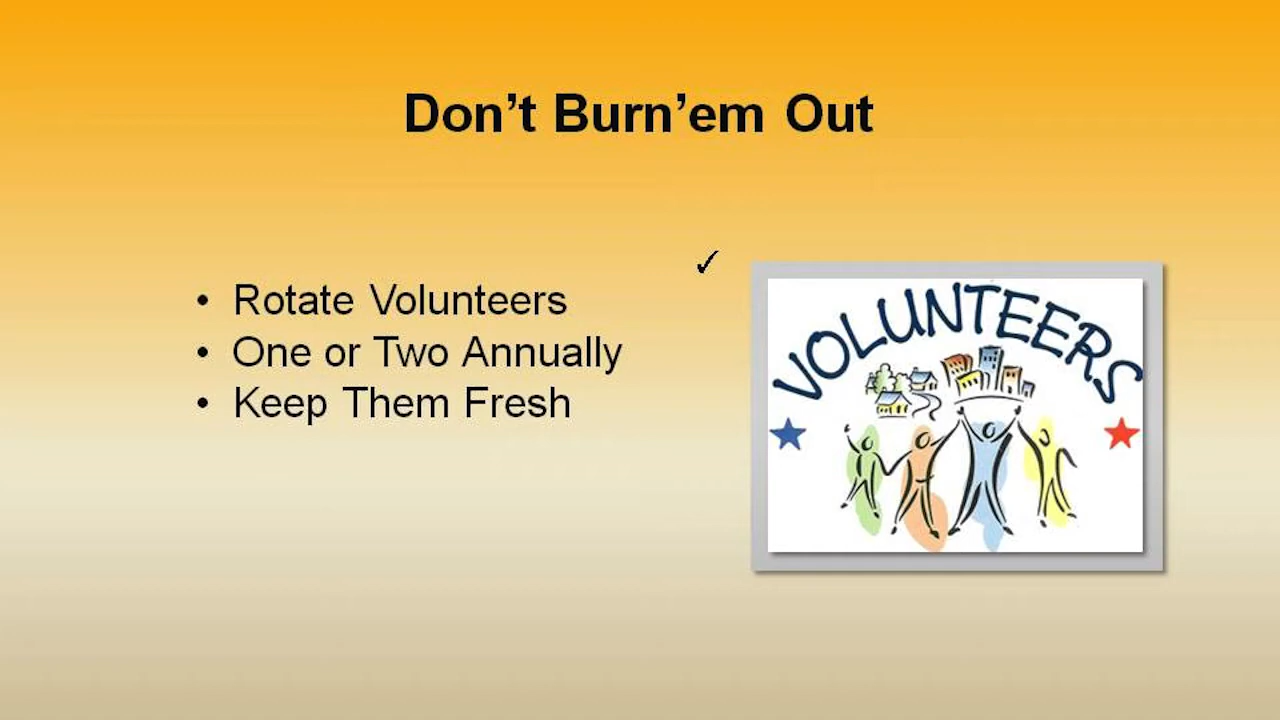 Don’t Burn’em Out
• Rotate Volunteers
• One or Two Annually
• Keep Them Fresh
✓
VOLUNTEERS